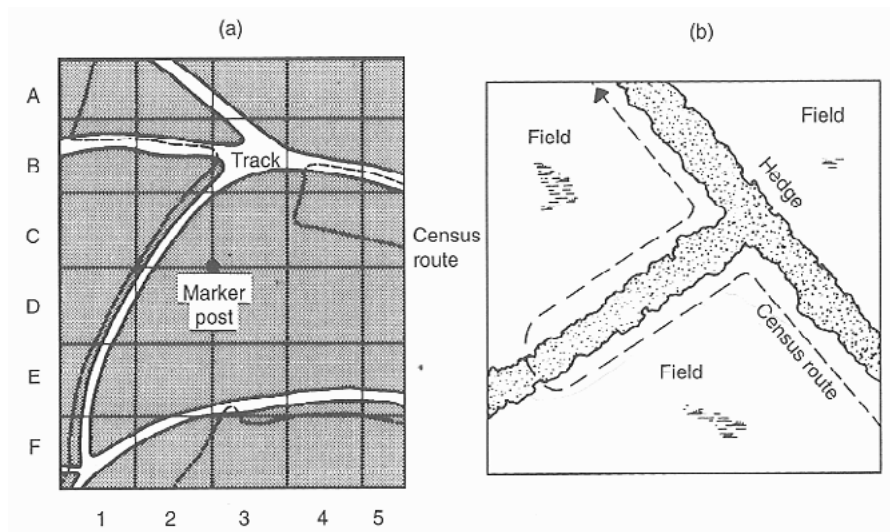 (a)
A
B
C
D
E
F
1 2 3 4 5
Track
Marker
post
Census
route
(b)
Field
Field
Hedge
Census route
Field